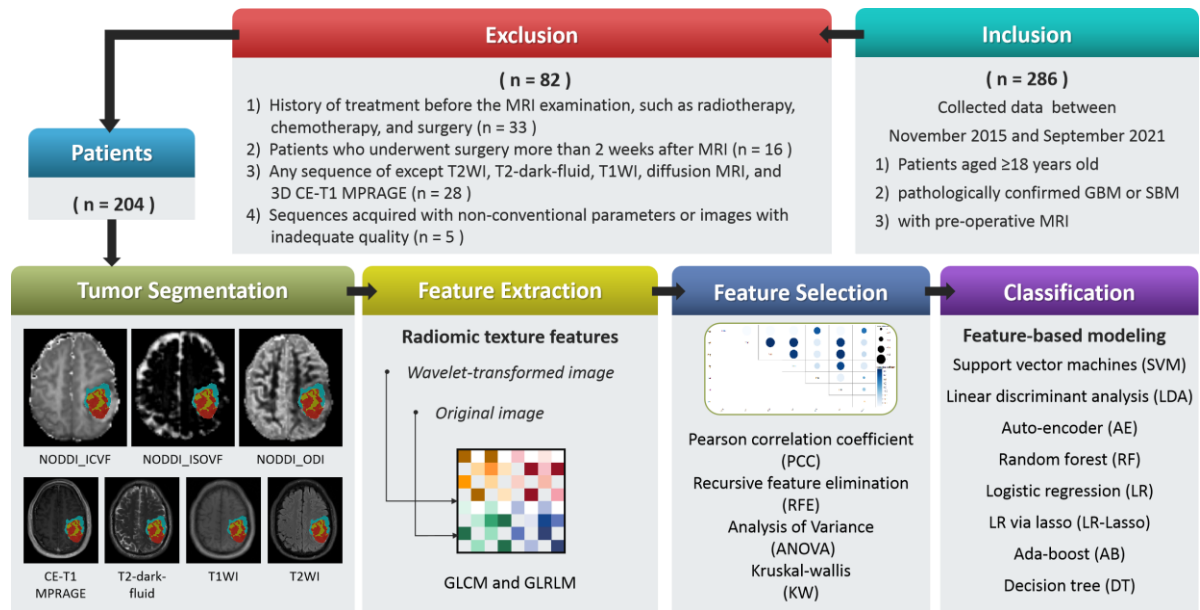 Inclusion
( n = 286 )
Collected data between
November 2015 and September 2021
1) Patients aged ≥18 years old
2) pathologically confirmed GBM or SBM
3) with pre-operative MRI
Exclusion
( n = 82 )
1) History of treatment before the MRI examination, such as radiotherapy,
chemotherapy, and surgery (n = 33 )
2) Patients who underwent surgery more than 2 weeks after MRI (n = 16 )
3) Any sequence of except T2WI, T2-dark-fluid, T1WI, diffusion MRI, and
3D CE-T1 MPRAGE (n = 28 )
4) Sequences acquired with non-conventional parameters or images with
inadequate quality (n = 5 )
Patients
( n = 204 )
Tumor Segmentation
NODDI_ICVF
NODDI_ISOVF
NODDI_ODI
CE-T1
MPRAGE
T2-dark-
fluid
T1WI
T2WI
Feature Extraction
Radiomic texture features
Wavelet-transformed image
Original image
GLCM and GLRLM
Feature Selection
Pearson correlation coefficient
(PCC)
Recursive feature elimination
(RFE)
Analysis of Variance
(ANOVA)
Kruskal-wallis
(KW)
Classification
Feature-based modeling
Support vector machines (SVM)
Linear discriminant analysis (LDA)
Auto-encoder (AE)
Random forest (RF)
Logistic regression (LR)
LR via lasso (LR-Lasso)
Ada-boost (AB)
Decision tree (DT)